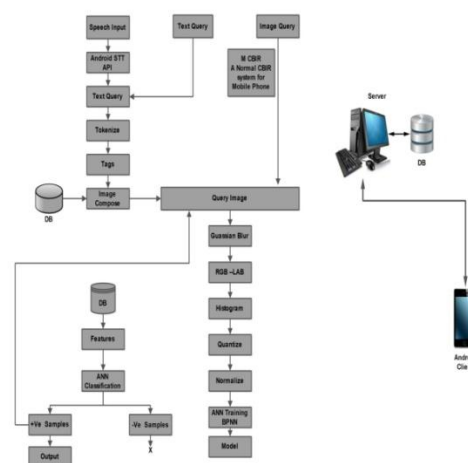 Speech Input
Text Query
Image Query
Android STT
API
M CBIR
A Normal CBIR
system for
Mobile Phone
Text Query
Tokenize
Tags
DB
Image
Compose
Query Image
Guassian Blur
RGB –LAB
Histogram
Quantize
Normalize
ANN Training
BPNN
Model
DB
Features
ANN
Classification
+Ve Samples
-Ve Samples
Output
X
Server
DB
Andr
Clie